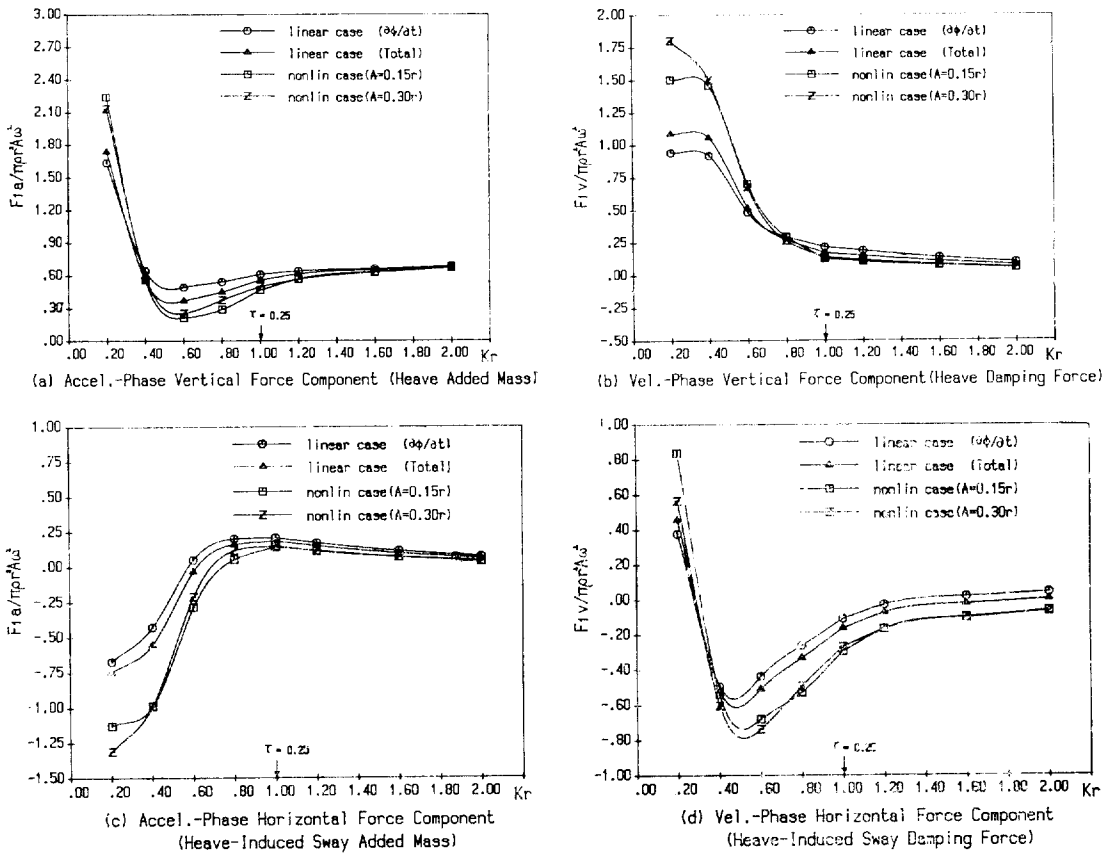 3.00
2.70
2.40
2.10
1.80
1.50
1.20
.90
.60
.30
.00
F1a/πρr²Aω²
linear case (∂ϕ/∂t)
linear case (Total)
nonlin case(A=0.15r)
nonlin case(A=0.30r)
τ = 0.25
.00 .20 .40 .60 .80 1.00 1.20 1.40 1.60 1.80 2.00 Kr
(a) Accel.-Phase Vertical Force Component (Heave Added Mass)
2.00
1.75
1.50
1.25
1.00
.75
.50
.25
.00
-.25
-.50
F1v/πρr²Aω²
linear case (∂ϕ/∂t)
linear case (Total)
nonlin case(A=0.15r)
nonlin case(A=0.30r)
τ = 0.25
.00 .20 .40 .60 .80 1.00 1.20 1.40 1.60 1.80 2.00 Kr
(b) Vel.-Phase Vertical Force Component(Heave Damping Force)
1.00
.75
.50
.25
.00
-.25
-.50
-.75
-1.00
-1.25
-1.50
F1a/πρr²Aω²
linear case (∂ϕ/∂t)
linear case (Total)
nonlin case(A=0.15r)
nonlin case(A=0.30r)
τ = 0.25
.00 .20 .40 .60 .80 1.00 1.20 1.40 1.60 1.80 2.00 Kr
(c) Accel.-Phase Horizontal Force Component
(Heave-Induced Sway Added Mass)
1.00
.80
.60
.40
.20
.00
-.20
-.40
-.60
-.80
-1.00
F1v/πρr²Aω²
linear case (∂ϕ/∂t)
linear case (Total)
nonlin case(A=0.15r)
nonlin case(A=0.30r)
τ = 0.25
.00 .20 .40 .60 .80 1.00 1.20 1.40 1.60 1.80 2.00 Kr
(d) Vel.-Phase Horizontal Force Component
(Heave-Induced Sway Damping Force)